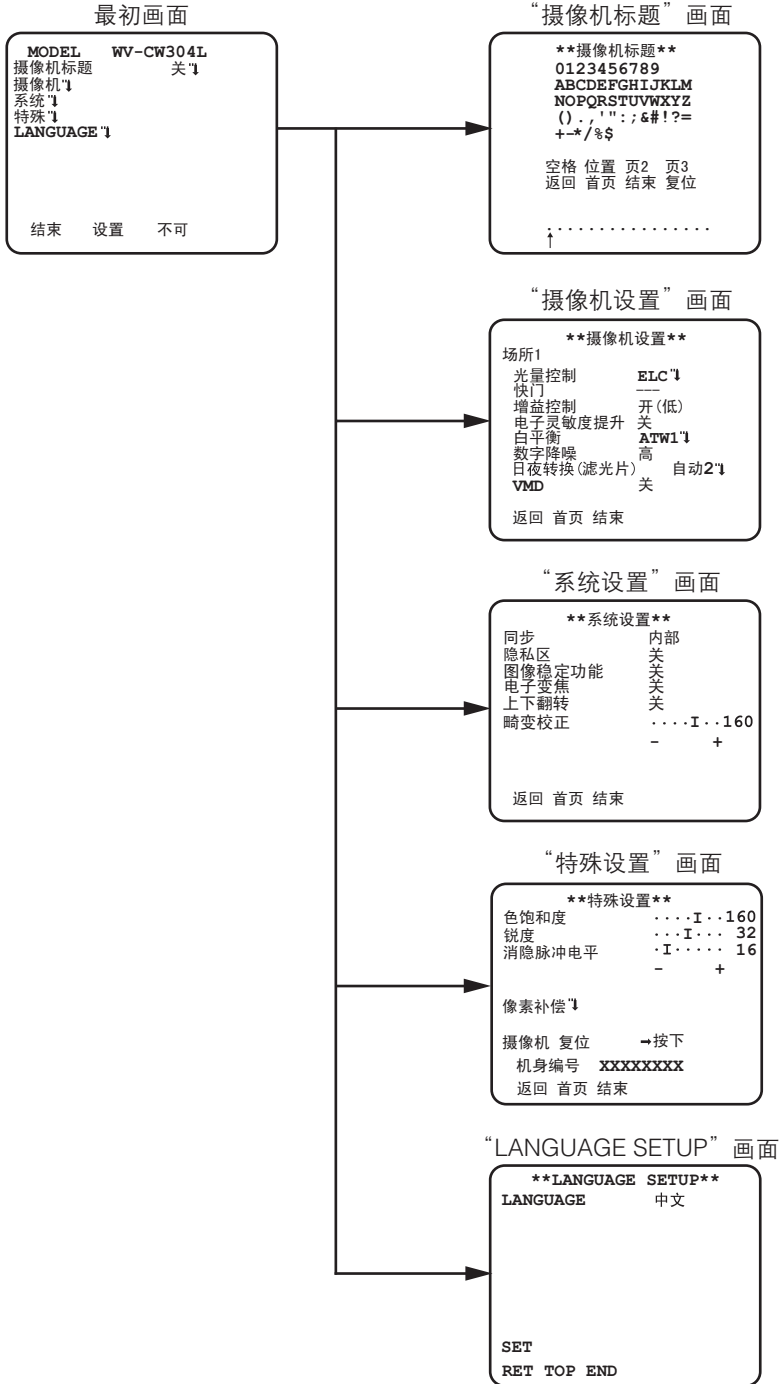 最初画面
MODEL WV-CW304L
摄像机标题 关
摄像机
系统
特殊
LANGUAGE
结束 设置 不可
“摄像机标题”画面
**摄像机标题**
0123456789
ABCDEFGHIJKLM
NOPQRSTUVWXYZ
().,'":;&#!?=
+-*/%$
空格 位置 页2 页3
返回 首页 结束 复位
................
↑
“摄像机设置”画面
**摄像机设置**
场所1
光量控制 ELC
快门 ---
增益控制 开(低)
电子灵敏度提升 关
白平衡 ATW1
数字降噪 高
日夜转换(滤光片) 自动2
VMD 关
返回 首页 结束
“系统设置”画面
**系统设置**
同步 内部
隐私区 关
图像稳定功能 关
电子变焦 关
上下翻转 关
畸变校正 ····I··160
- +
返回 首页 结束
“特殊设置”画面
**特殊设置**
色饱和度 ····I··160
锐度 ···I··· 32
消隐脉冲电平 ·I····· 16
- +
像素补偿
摄像机 复位 →按下
机身编号 XXXXXXXX
返回 首页 结束
“LANGUAGE SETUP”画面
**LANGUAGE SETUP**
LANGUAGE 中文
SET
RET TOP END